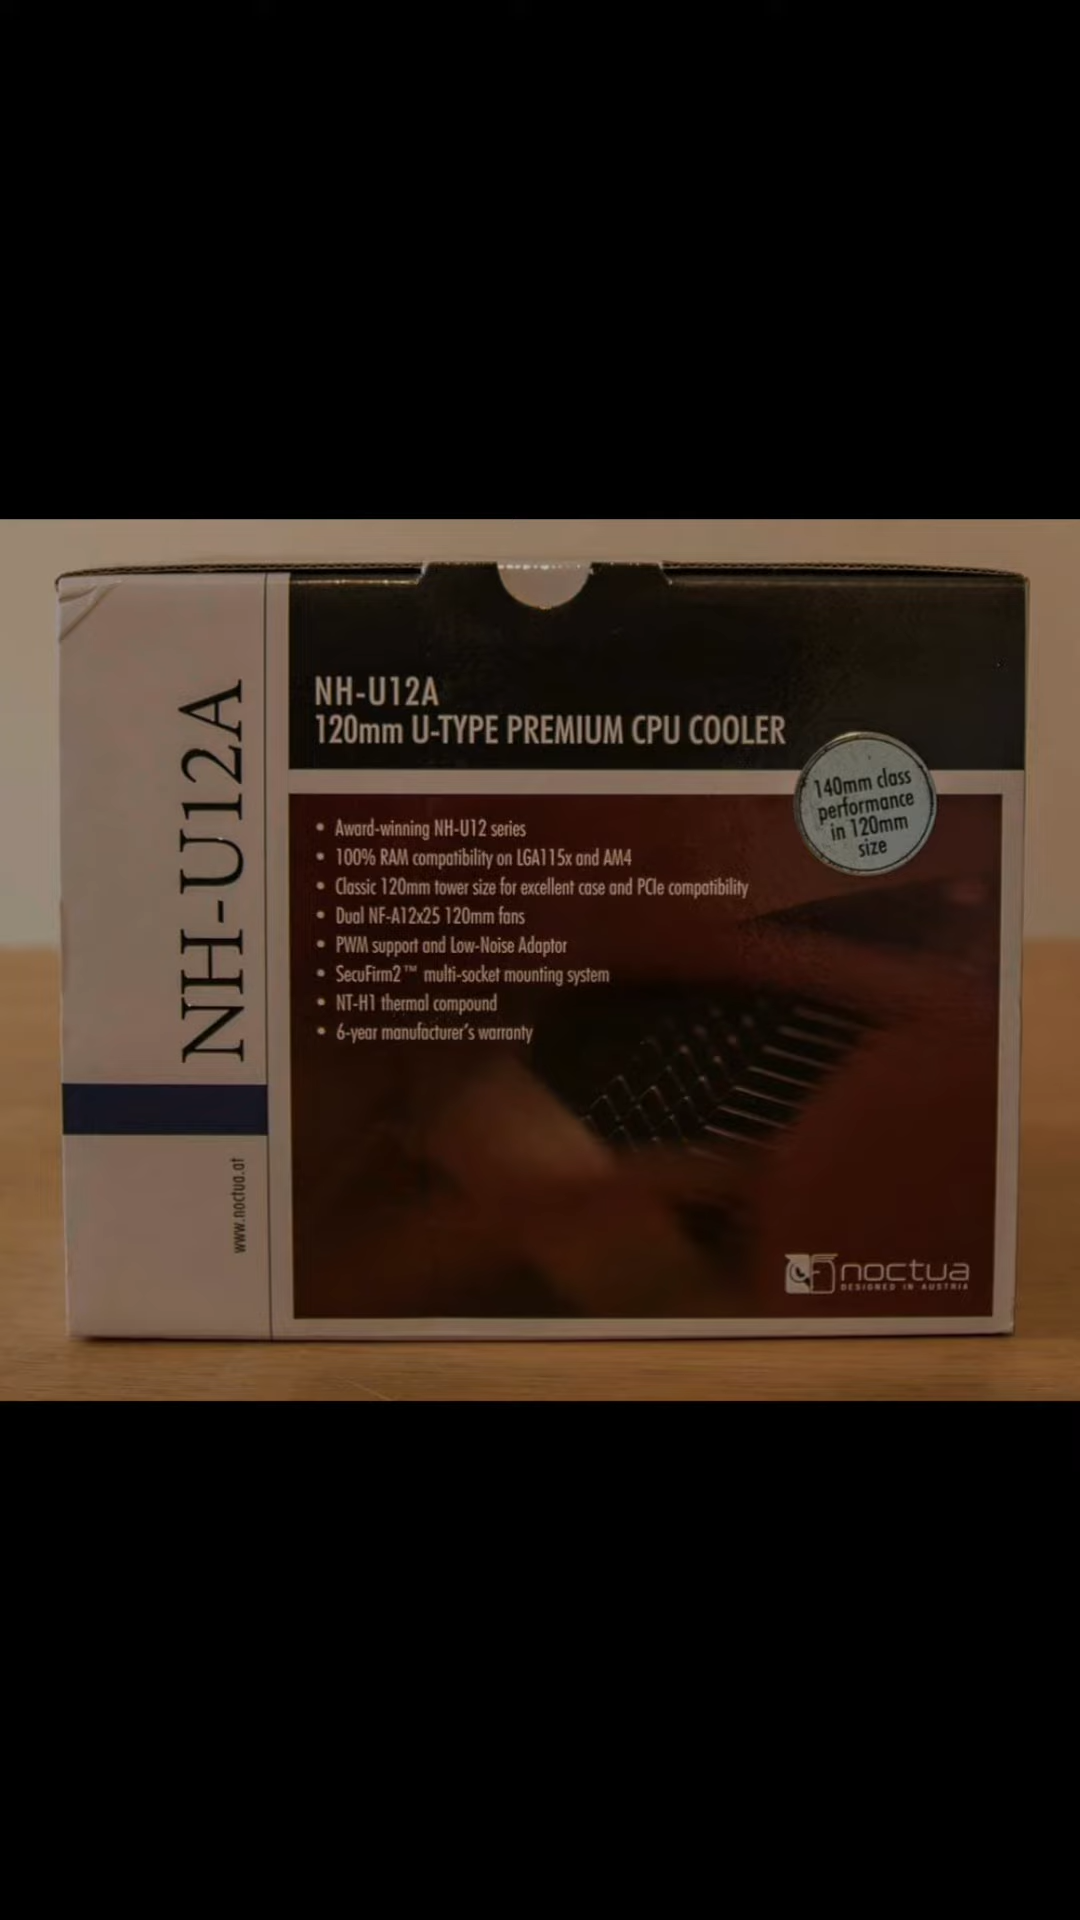 NH-U12A
www.noctua.at
NH-U12A
120mm U-TYPE PREMIUM CPU COOLER
140mm class
performance
in 120mm
size
• Award-winning NH-U12 series
• 100% RAM compatibility on LGA115x and AM4
• Classic 120mm tower size for excellent case and PCIe compatibility
• Dual NF-A12x25 120mm fans
• PWM support and Low-Noise Adaptor
• SecuFirm2™ multi-socket mounting system
• NT-H1 thermal compound
• 6-year manufacturer's warranty
noctua
DESIGNED IN AUSTRIA